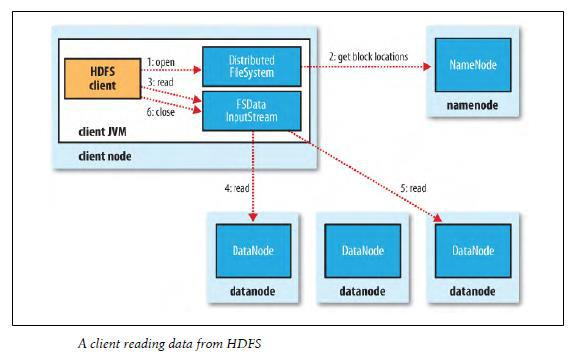 HDFS
client
1: open
3: read
6: close
Distributed
FileSystem
FSData
InputStream
2: get block locations
NameNode
namenode
client JVM
client node
4: read
5: read
DataNode
DataNode
DataNode
datanode
datanode
datanode
A client reading data from HDFS